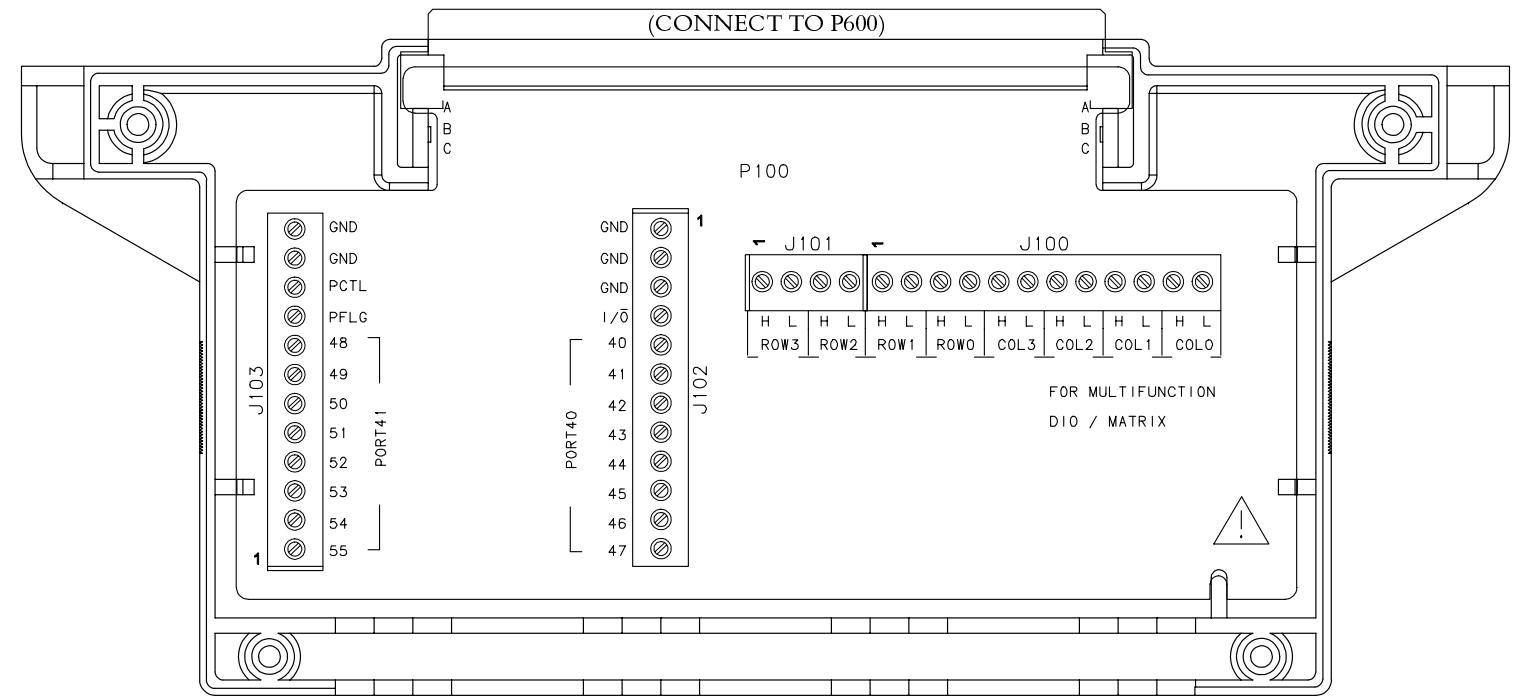 (CONNECT TO P600)
A
B
C
A
B
C
P100
J103
GND
GND
PCTL
PFLG
48
49
50
51
52
53
54
55
1
PORT41
PORT40
GND
GND
GND
I/O̅
40
41
42
43
44
45
46
47
1
J102
1 J101 1 J100
H L H L H L H L H L H L H L H L
ROW3 ROW2 ROW1 ROW0 COL3 COL2 COL1 COL0
FOR MULTIFUNCTION
DIO / MATRIX
!